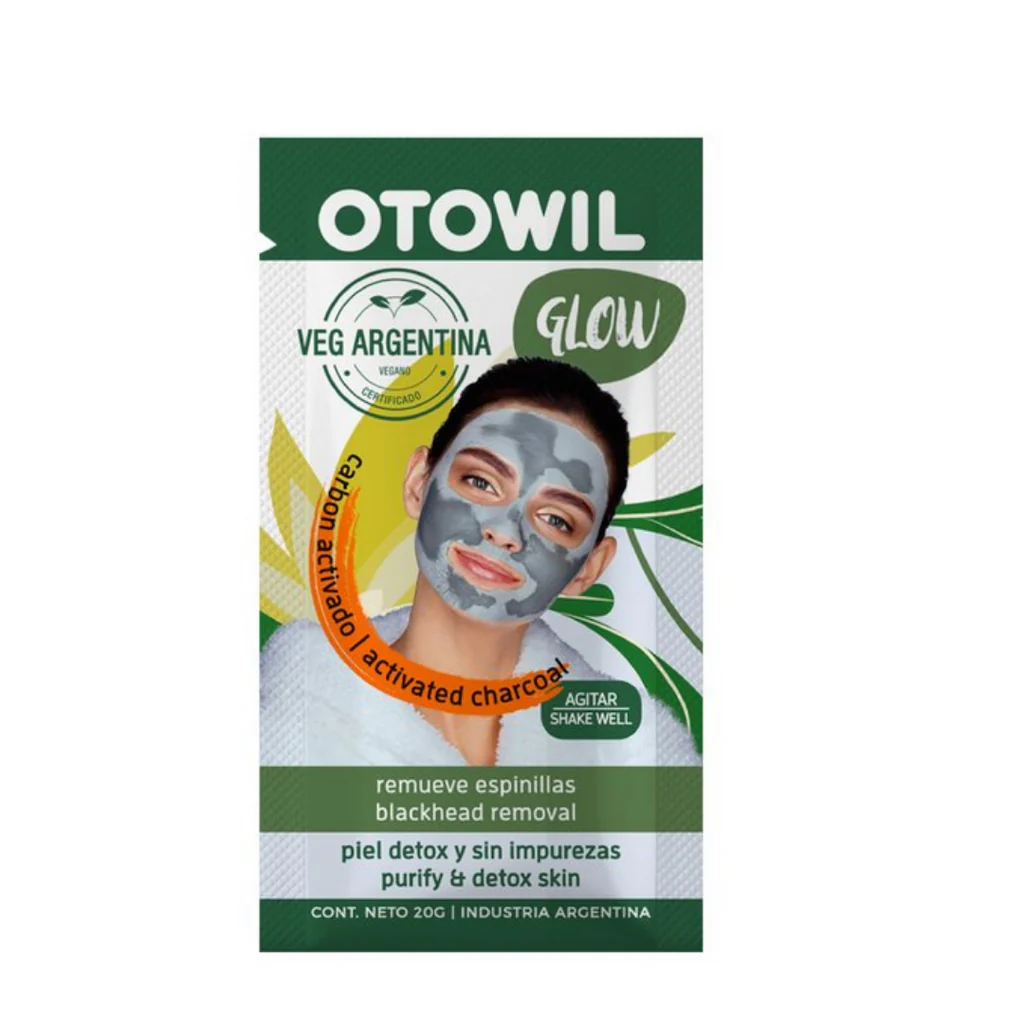 OTOWIL
VEG ARGENTINA
VEGANO
CERTIFICADO
GLOW
carbon activado | activated charcoal
AGITAR
SHAKE WELL
remueve espinillas
blackhead removal
piel detox y sin impurezas
purify & detox skin
CONT. NETO 20G | INDUSTRIA ARGENTINA